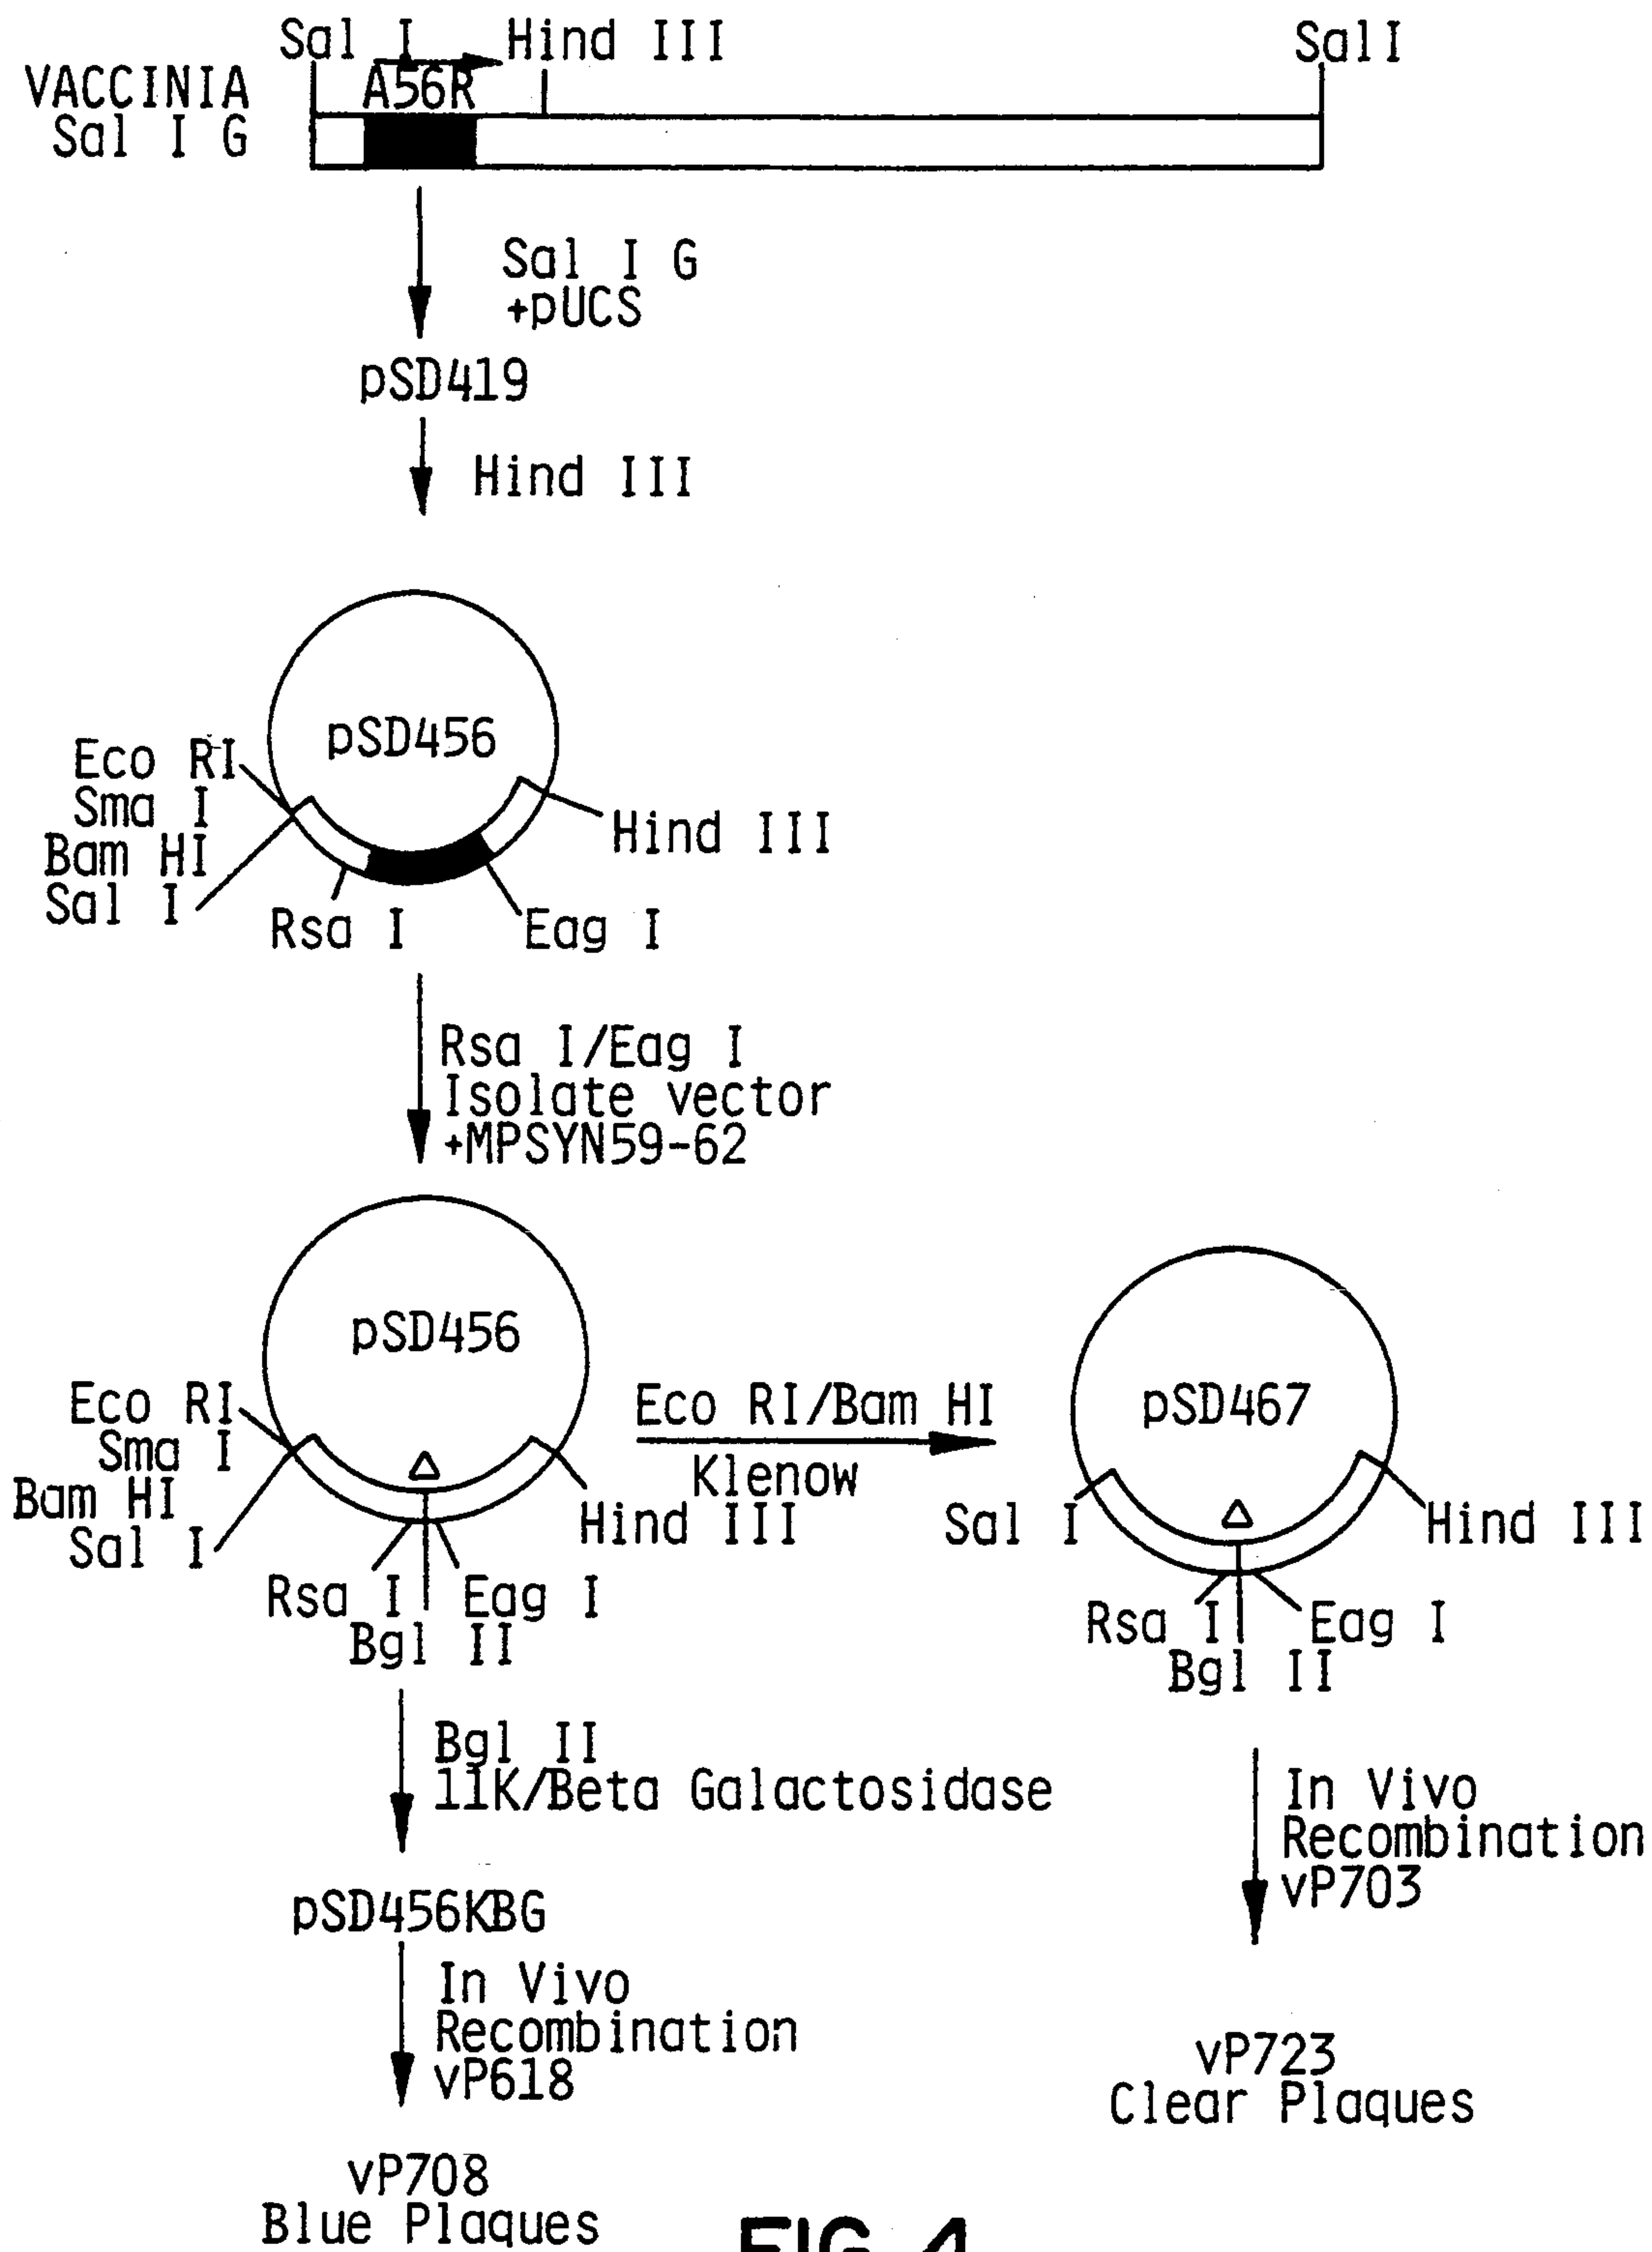 Sal I
Hind III
Sal I
VACCINIA
Sal I G
A56R
Sal I G
+pUCS
pSD419
Hind III
pSD456
Eco RI
Sma I
Bam HI
Sal I
Hind III
Rsa I
Eag I
Rsa I/Eag I
Isolate vector
+MPSYN59-62
pSD456
Eco RI
Sma I
Bam HI
Sal I
Hind III
Rsa I
Eag I
Bgl II
Eco RI/Bam HI
Klenow
pSD467
Sal I
Hind III
Rsa I
Eag I
Bgl II
Bgl II
11K/Beta Galactosidase
pSD456KBG
In Vivo
Recombination
vP618
vP708
Blue Plaques
In Vivo
Recombination
vP703
vP723
Clear Plaques
FIG. 4